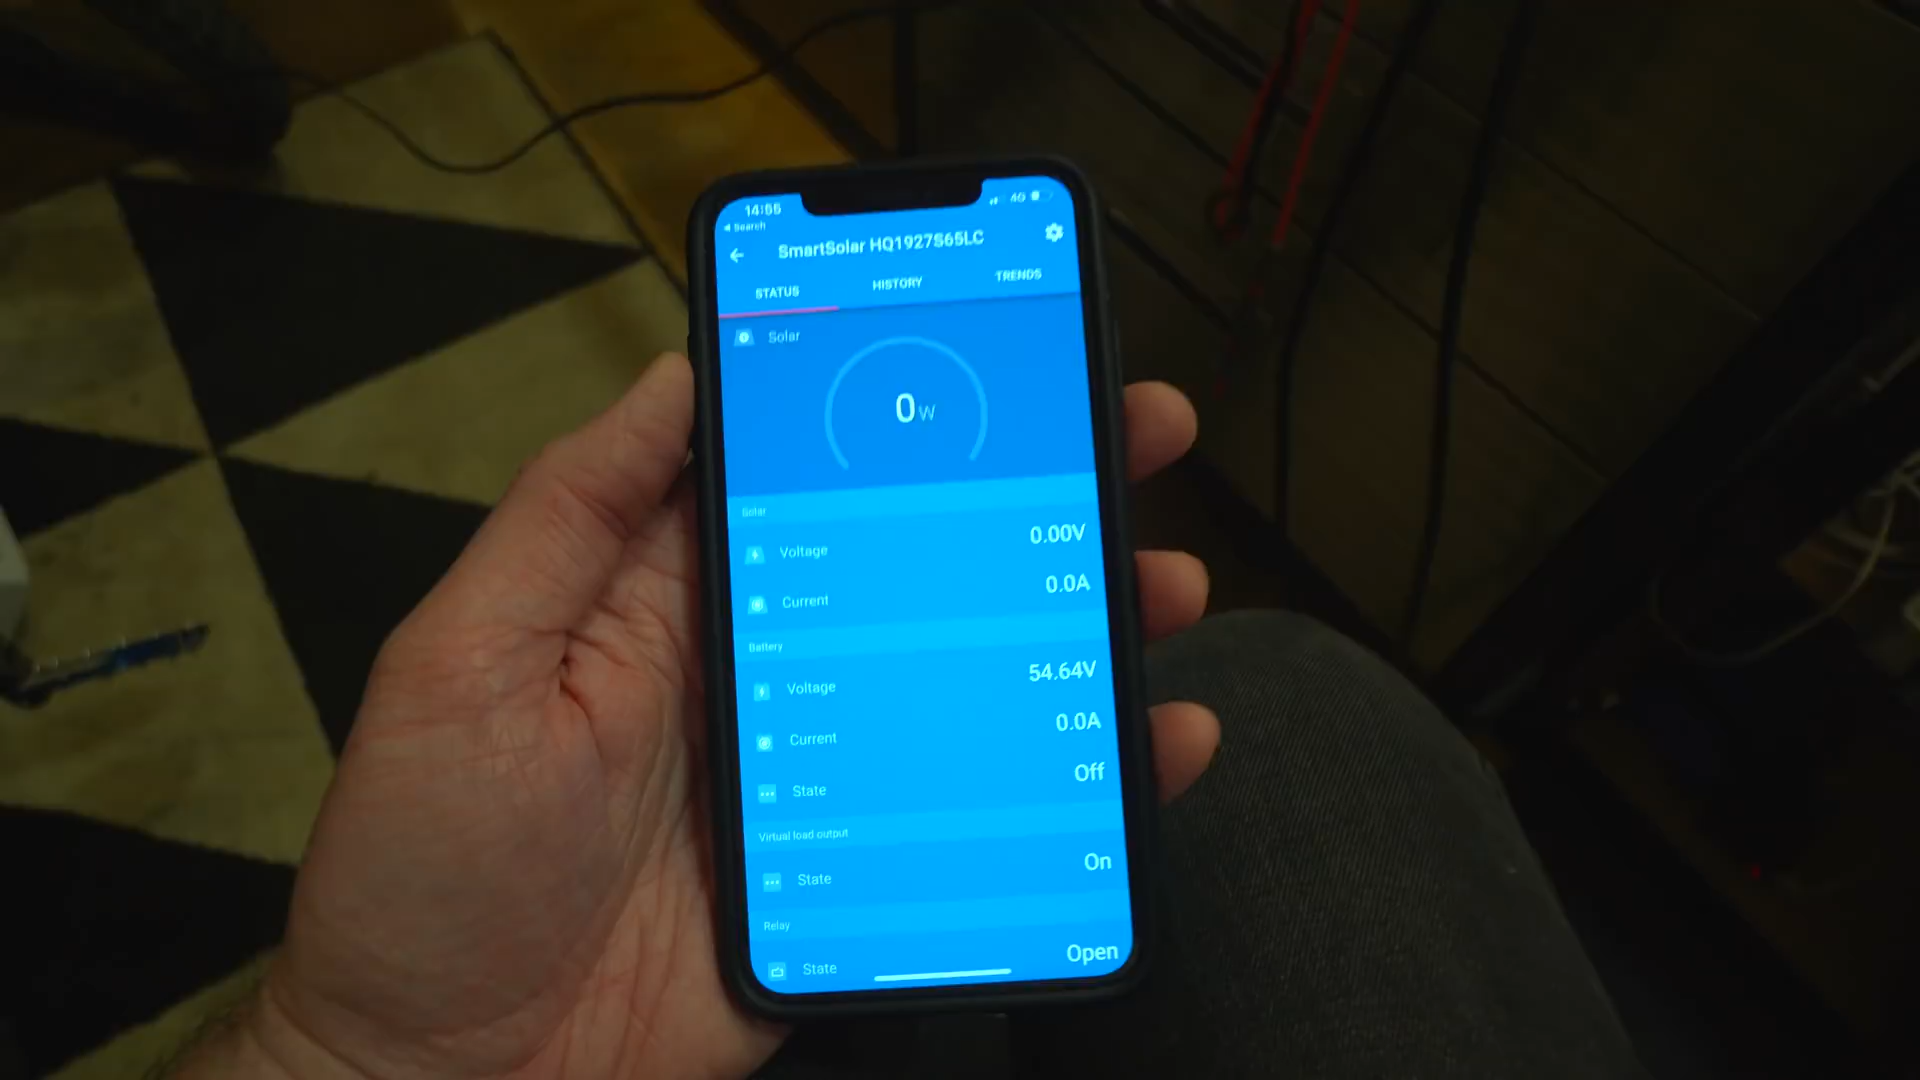 14:55
4G
◀ Search
SmartSolar HQ1927S65LC
STATUS HISTORY TRENDS
Solar
0W
Solar
Voltage 0.00V
Current 0.0A
Battery
Voltage 54.64V
Current 0.0A
State Off
Virtual load output
State On
Relay
State Open